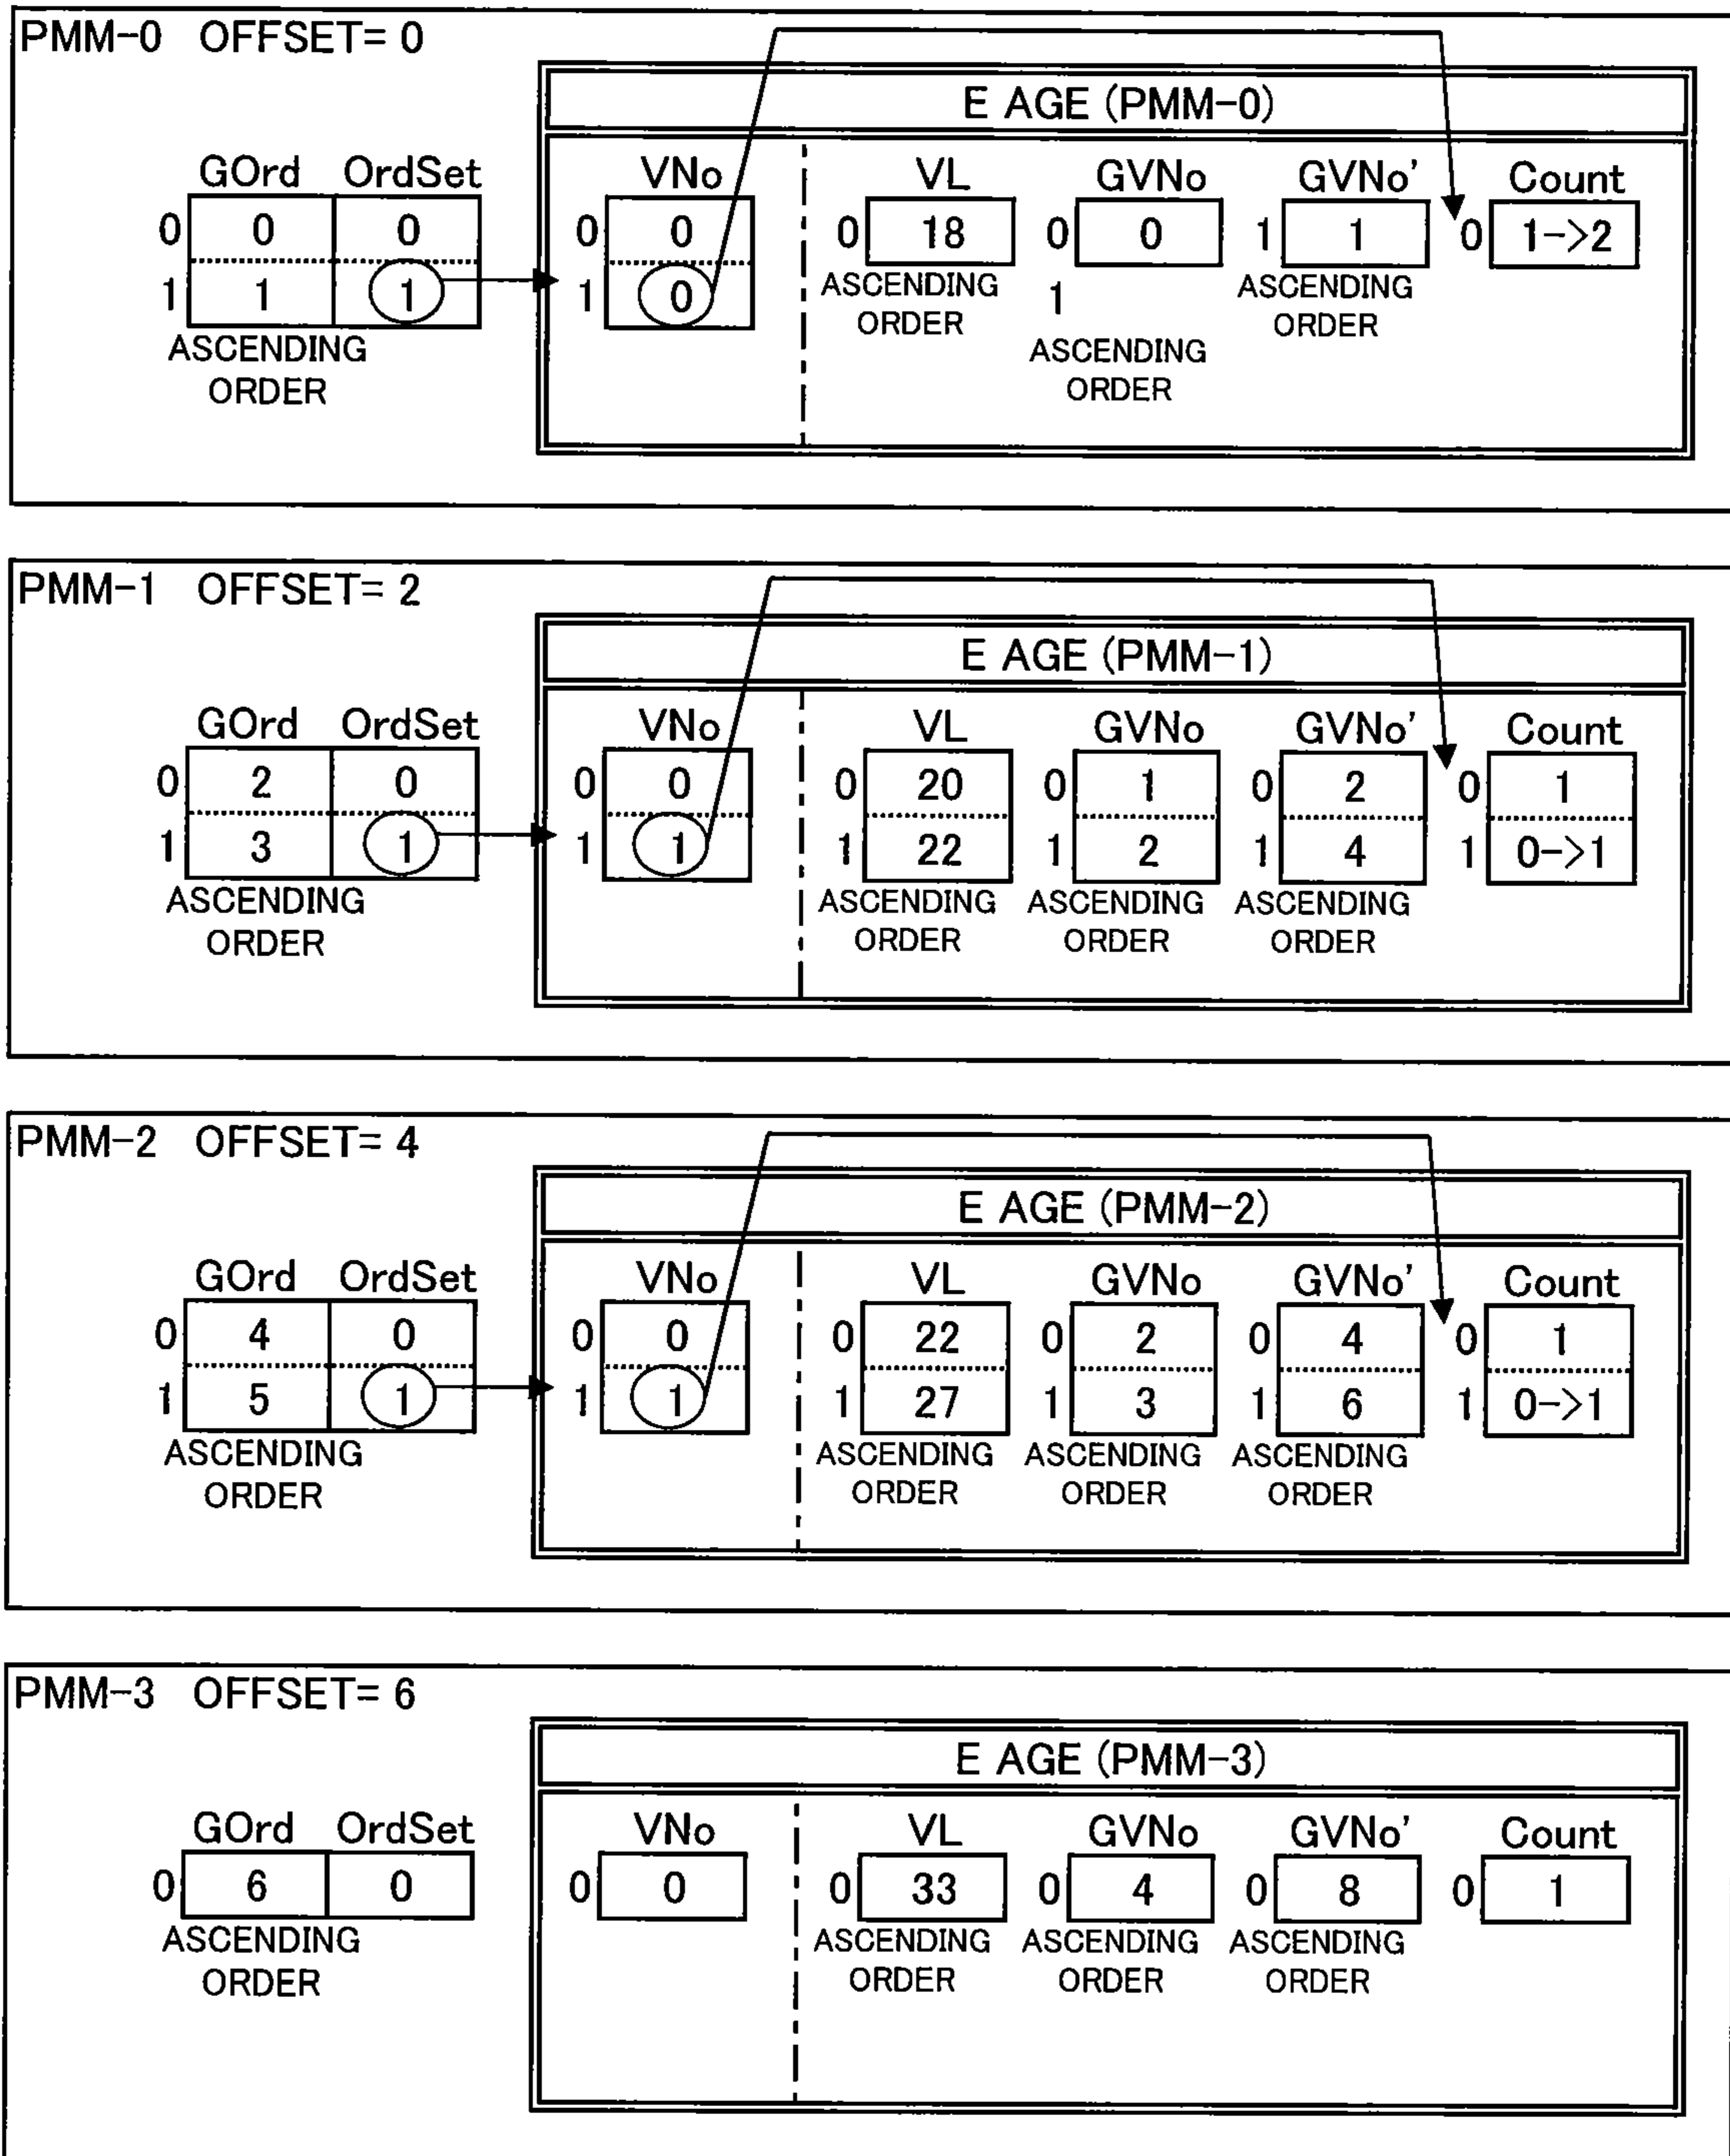 PMM-0 OFFSET= 0
E AGE (PMM-0)
GOrd OrdSet VNo VL GVNo GVNo' Count
0 0 0 0 0 0 18 0 0 1 1 0 1->2
1 1 1 1 0 ASCENDING 1 ASCENDING
ASCENDING ORDER ASCENDING ORDER
ORDER ORDER
PMM-1 OFFSET= 2
E AGE (PMM-1)
GOrd OrdSet VNo VL GVNo GVNo' Count
0 2 0 0 0 0 20 0 1 0 2 0 1
1 3 1 1 1 1 22 1 2 1 4 1 0->1
ASCENDING ASCENDING ASCENDING ASCENDING
ORDER ORDER ORDER ORDER
PMM-2 OFFSET= 4
E AGE (PMM-2)
GOrd OrdSet VNo VL GVNo GVNo' Count
0 4 0 0 0 0 22 0 2 0 4 0 1
1 5 1 1 1 1 27 1 3 1 6 1 0->1
ASCENDING ASCENDING ASCENDING ASCENDING
ORDER ORDER ORDER ORDER
PMM-3 OFFSET= 6
E AGE (PMM-3)
GOrd OrdSet VNo VL GVNo GVNo' Count
0 6 0 0 0 0 33 0 4 0 8 0 1
ASCENDING ASCENDING ASCENDING ASCENDING
ORDER ORDER ORDER ORDER